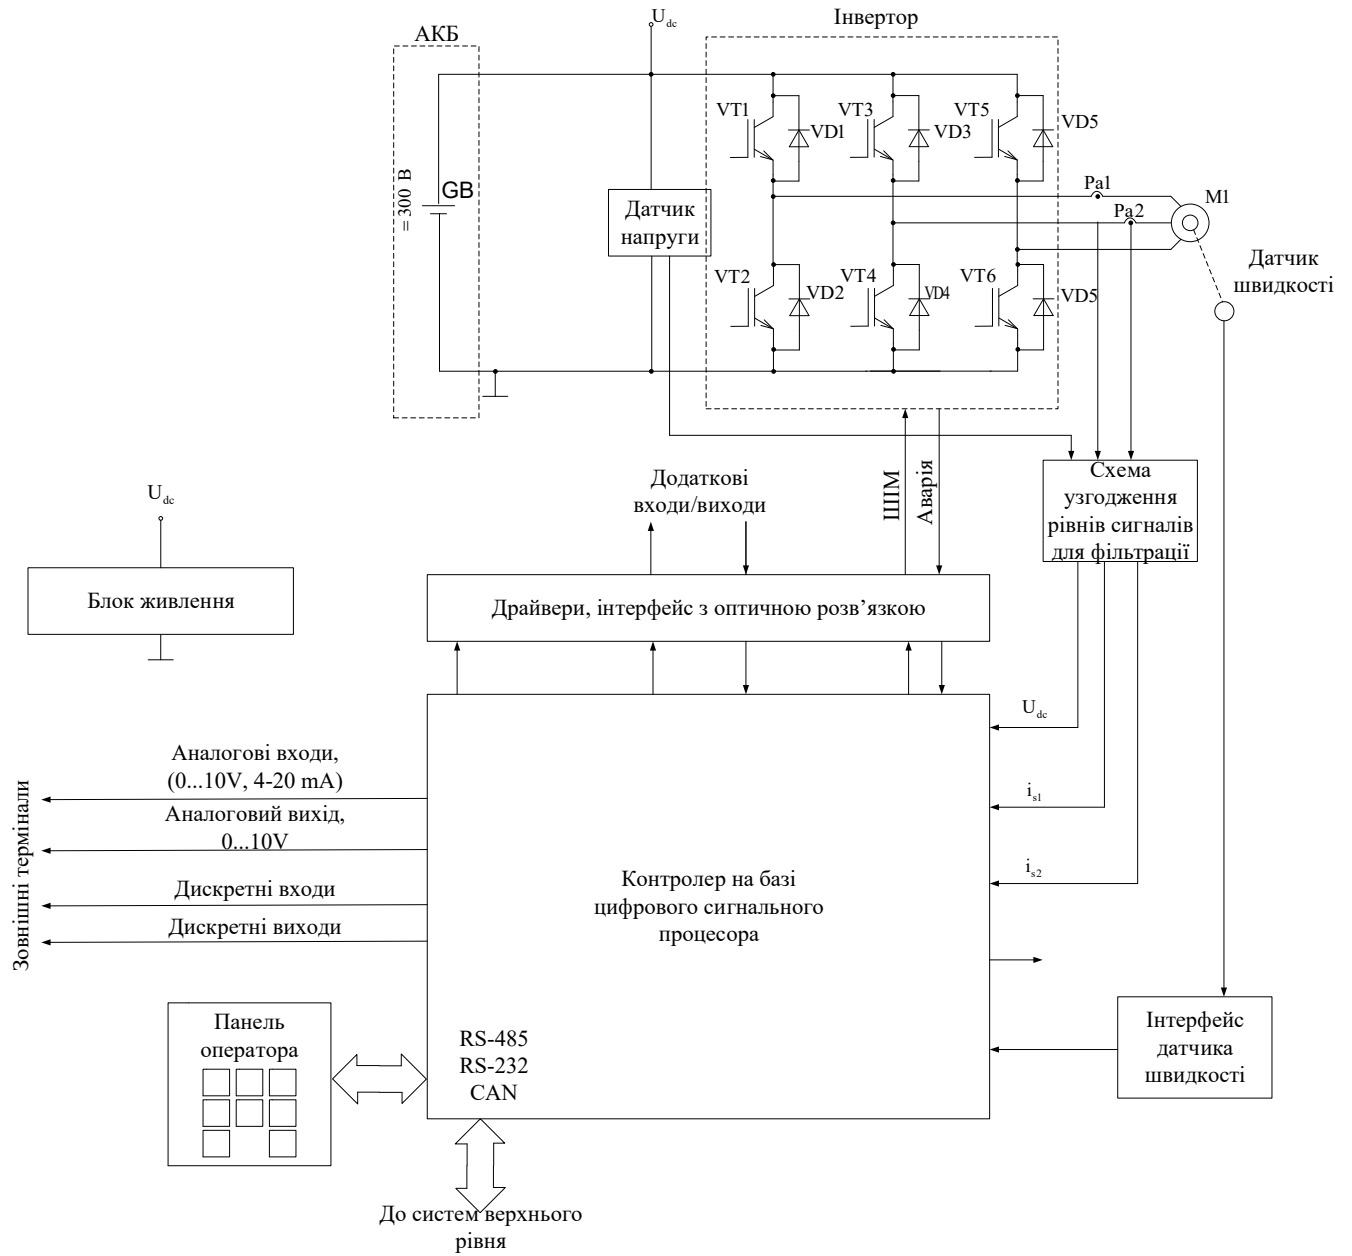 U dc
АКБ
Інвертор
= 300 В
GB
VT1
VD1
VT3
VD3
VT5
VD5
Датчик
напруги
Pa1
Pa2
M1
Датчик
швидкості
VT2
VD2
VT4
VD4
VT6
VD5
Додаткові
входи/виходи
ШІМ
Аварія
Схема
узгодження
рівнів сигналів
для фільтрації
U dc
Блок живлення
Драйвери, інтерфейс з оптичною розв’язкою
U dc
i s1
i s2
Зовнішні термінали
Аналогові входи,
(0...10V, 4-20 mA)
Аналоговий вихід,
0...10V
Дискретні входи
Дискретні виходи
Контролер на базі
цифрового сигнального
процесора
Панель
оператора
RS-485
RS-232
CAN
Інтерфейс
датчика
швидкості
До систем верхнього
рівня